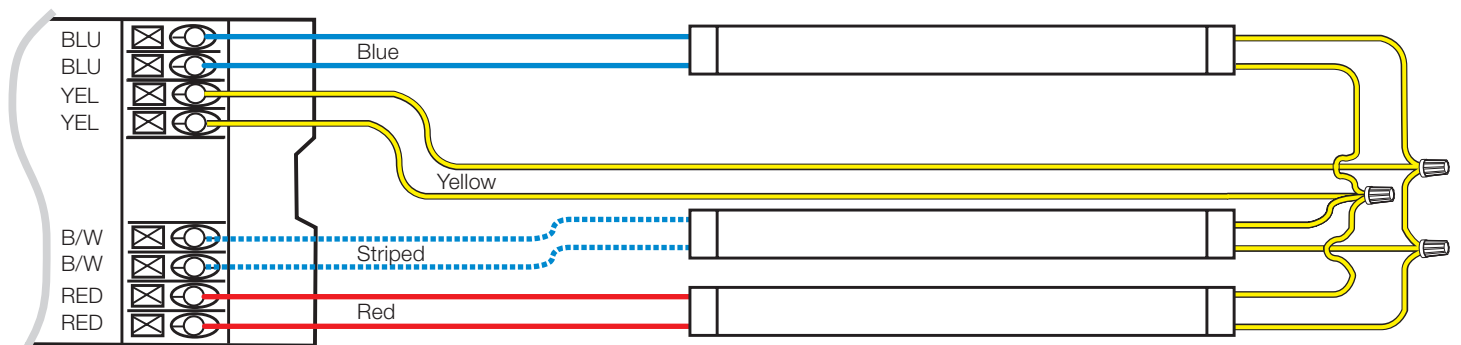 BLU
Blue
BLU
YEL
YEL
Yellow
B/W
Striped
B/W
RED
Red
RED